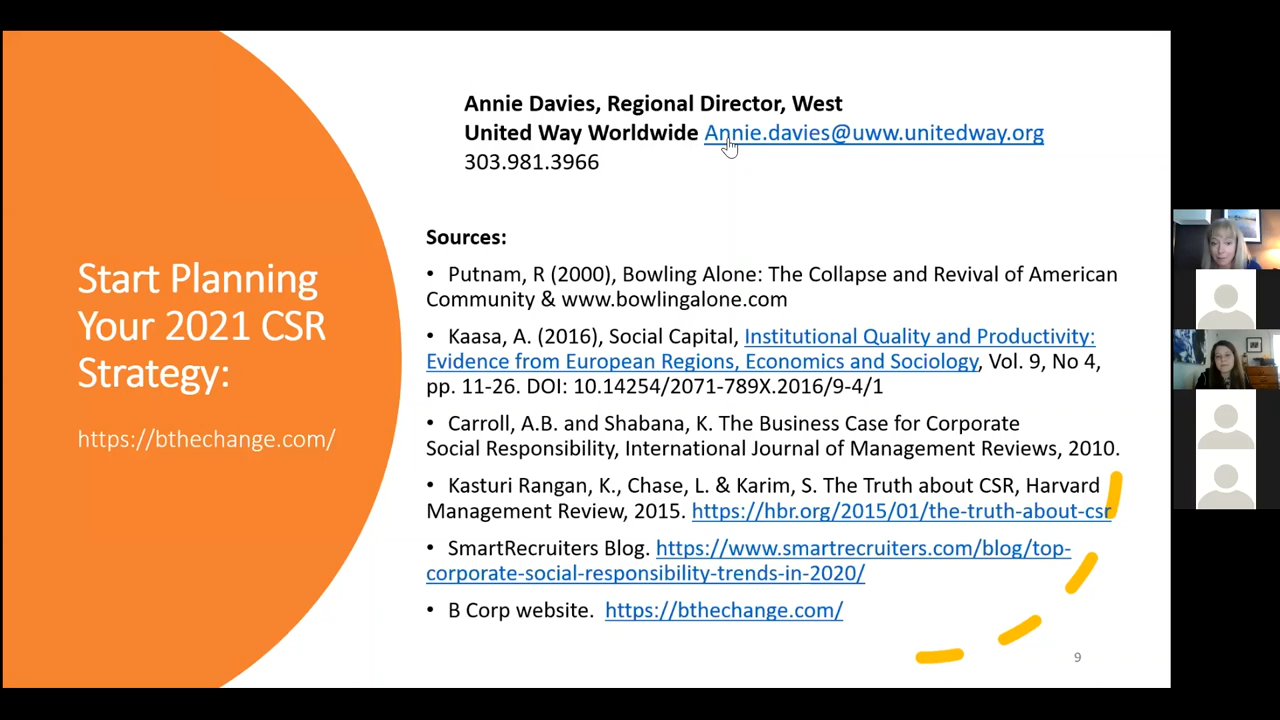 Start Planning
Your 2021 CSR
Strategy:
https://bthechange.com/
Annie Davies, Regional Director, West
United Way Worldwide Annie.davies@uww.unitedway.org
303.981.3966
Sources:
• Putnam, R (2000), Bowling Alone: The Collapse and Revival of American
Community & www.bowlingalone.com
• Kaasa, A. (2016), Social Capital, Institutional Quality and Productivity:
Evidence from European Regions, Economics and Sociology, Vol. 9, No 4,
pp. 11-26. DOI: 10.14254/2071-789X.2016/9-4/1
• Carroll, A.B. and Shabana, K. The Business Case for Corporate
Social Responsibility, International Journal of Management Reviews, 2010.
• Kasturi Rangan, K., Chase, L. & Karim, S. The Truth about CSR, Harvard
Management Review, 2015. https://hbr.org/2015/01/the-truth-about-csr
• SmartRecruiters Blog. https://www.smartrecruiters.com/blog/top-
corporate-social-responsibility-trends-in-2020/
• B Corp website. https://bthechange.com/
9